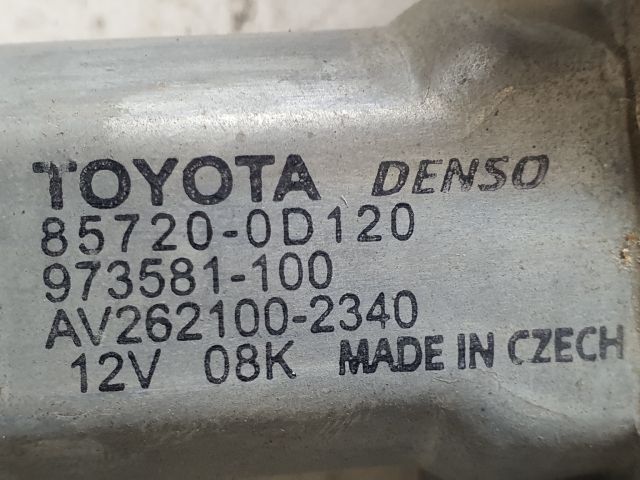 TOYOTA DENSO
85720-0D120
973581-100
AV262100-2340
12V 08K MADE IN CZECH